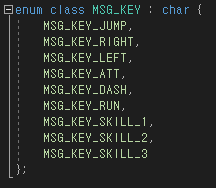 enum class MSG_KEY : char {
    MSG_KEY_JUMP,
    MSG_KEY_RIGHT,
    MSG_KEY_LEFT,
    MSG_KEY_ATT,
    MSG_KEY_DASH,
    MSG_KEY_RUN,
    MSG_KEY_SKILL_1,
    MSG_KEY_SKILL_2,
    MSG_KEY_SKILL_3
};